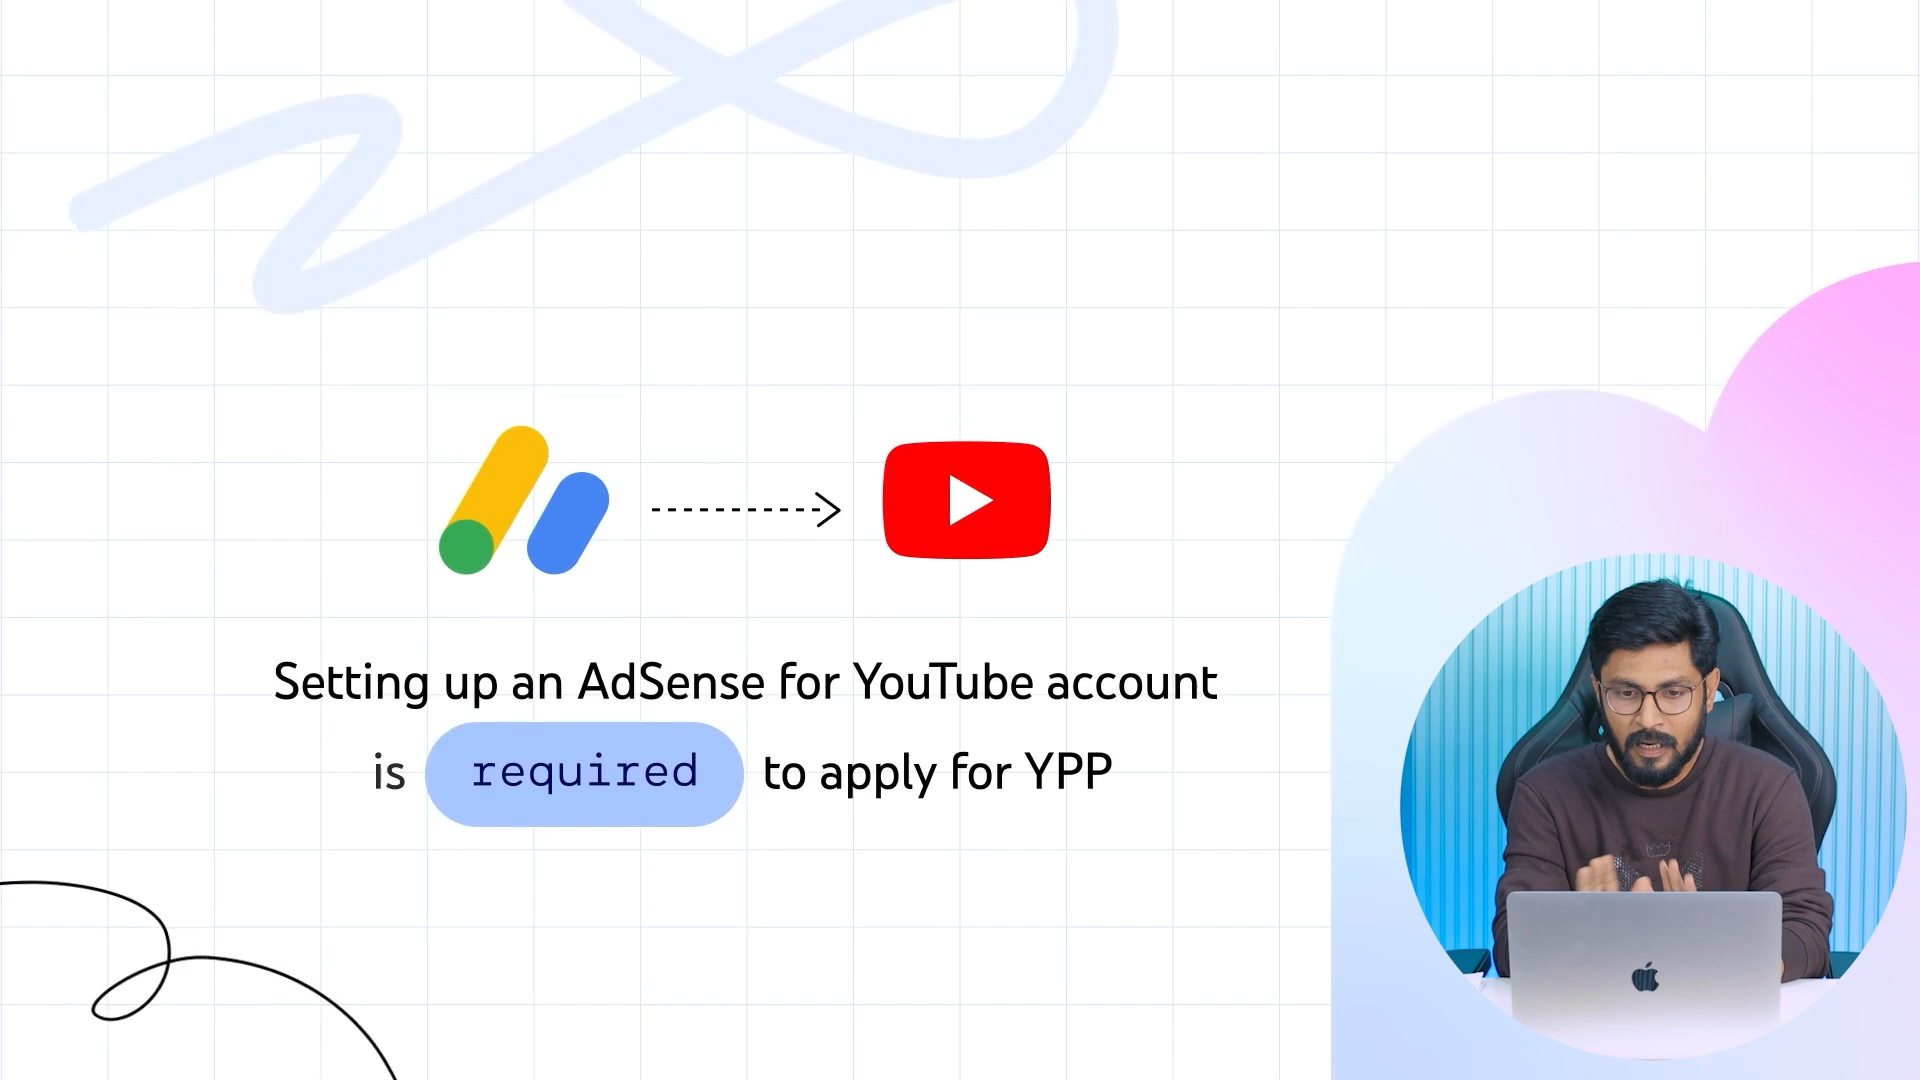 Setting up an AdSense for YouTube account
is required to apply for YPP